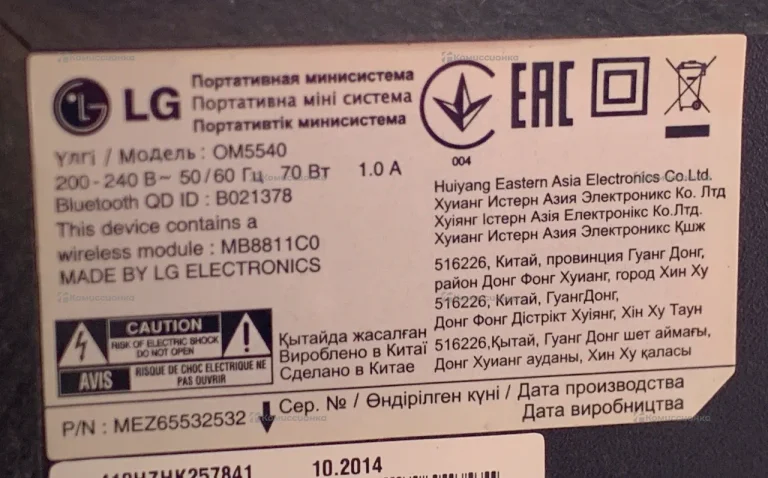 LG
Портативная минисистема
Портативна міні система
Портативтік минисистема
Үлгі / Модель : OM5540
200 - 240 В~ 50/60 Гц 70 Вт 1.0 A
Bluetooth QD ID : B021378
This device contains a
wireless module : MB8811C0
MADE BY LG ELECTRONICS
004
EAC
Huiyang Eastern Asia Electronics Co.Ltd.
Хуианг Истерн Азия Электроникс Ко. Лтд
Хуіянг Істерн Азія Електронікс Ко.Лтд.
Хуианг Истерн Азия Электроникс Қшж
516226, Китай, провинция Гуанг Донг,
район Донг Фонг Хуианг, город Хин Ху
516226, Китай, ГуангДонг,
Донг Фонг Дістрікт Хуіянг, Хін Ху Таун
516226,Қытай, Гуанг Донг шет аймағы,
Донг Хуианг ауданы, Хин Ху қаласы
CAUTION
RISK OF ELECTRIC SHOCK
DO NOT OPEN
AVIS
RISQUE DE CHOC ELECTRIQUE NE
PAS OUVRIR
Қытайда жасалған
Вироблено в Китаї
Сделано в Китае
P/N : MEZ65532532
Сер. № / Өндірілген күні / Дата производства
Дата виробництва
10.2014
Комиссионка